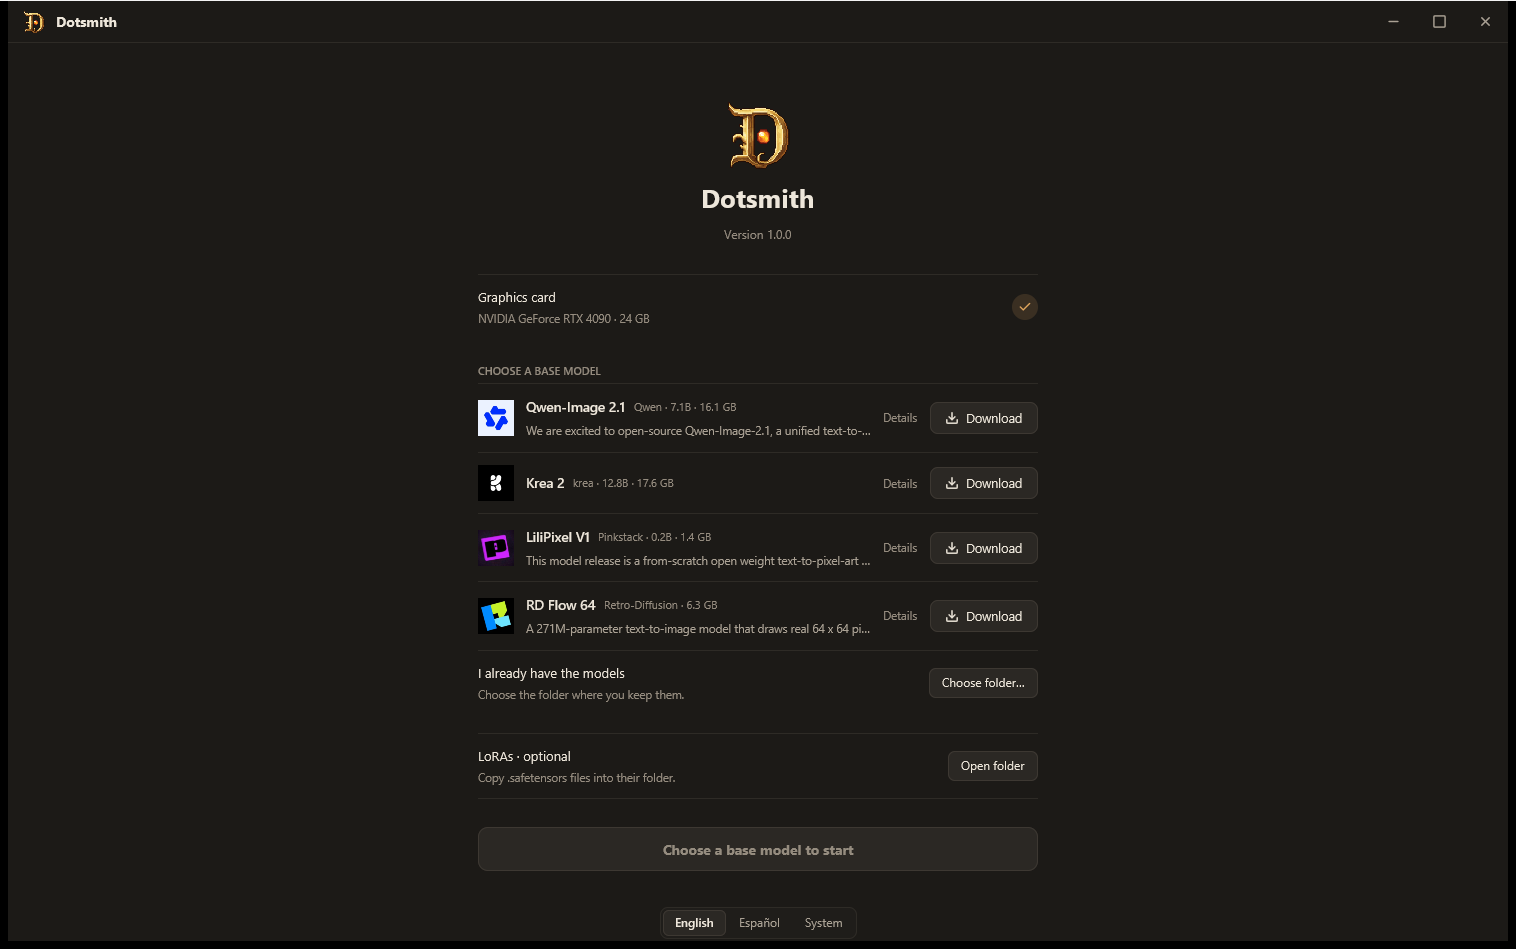 Dotsmith
Dotsmith
Version 1.0.0
Graphics card
NVIDIA GeForce RTX 4090 · 24 GB
CHOOSE A BASE MODEL
Qwen-Image 2.1 Qwen · 7.1B · 16.1 GB
We are excited to open-source Qwen-Image-2.1, a unified text-to-...
Details Download
Krea 2 krea · 12.8B · 17.6 GB
Details Download
LiliPixel V1 Pinkstack · 0.2B · 1.4 GB
This model release is a from-scratch open weight text-to-pixel-art ...
Details Download
RD Flow 64 Retro-Diffusion · 6.3 GB
A 271M-parameter text-to-image model that draws real 64 x 64 pi...
Details Download
I already have the models
Choose the folder where you keep them.
Choose folder...
LoRAs · optional
Copy .safetensors files into their folder.
Open folder
Choose a base model to start
English Español System